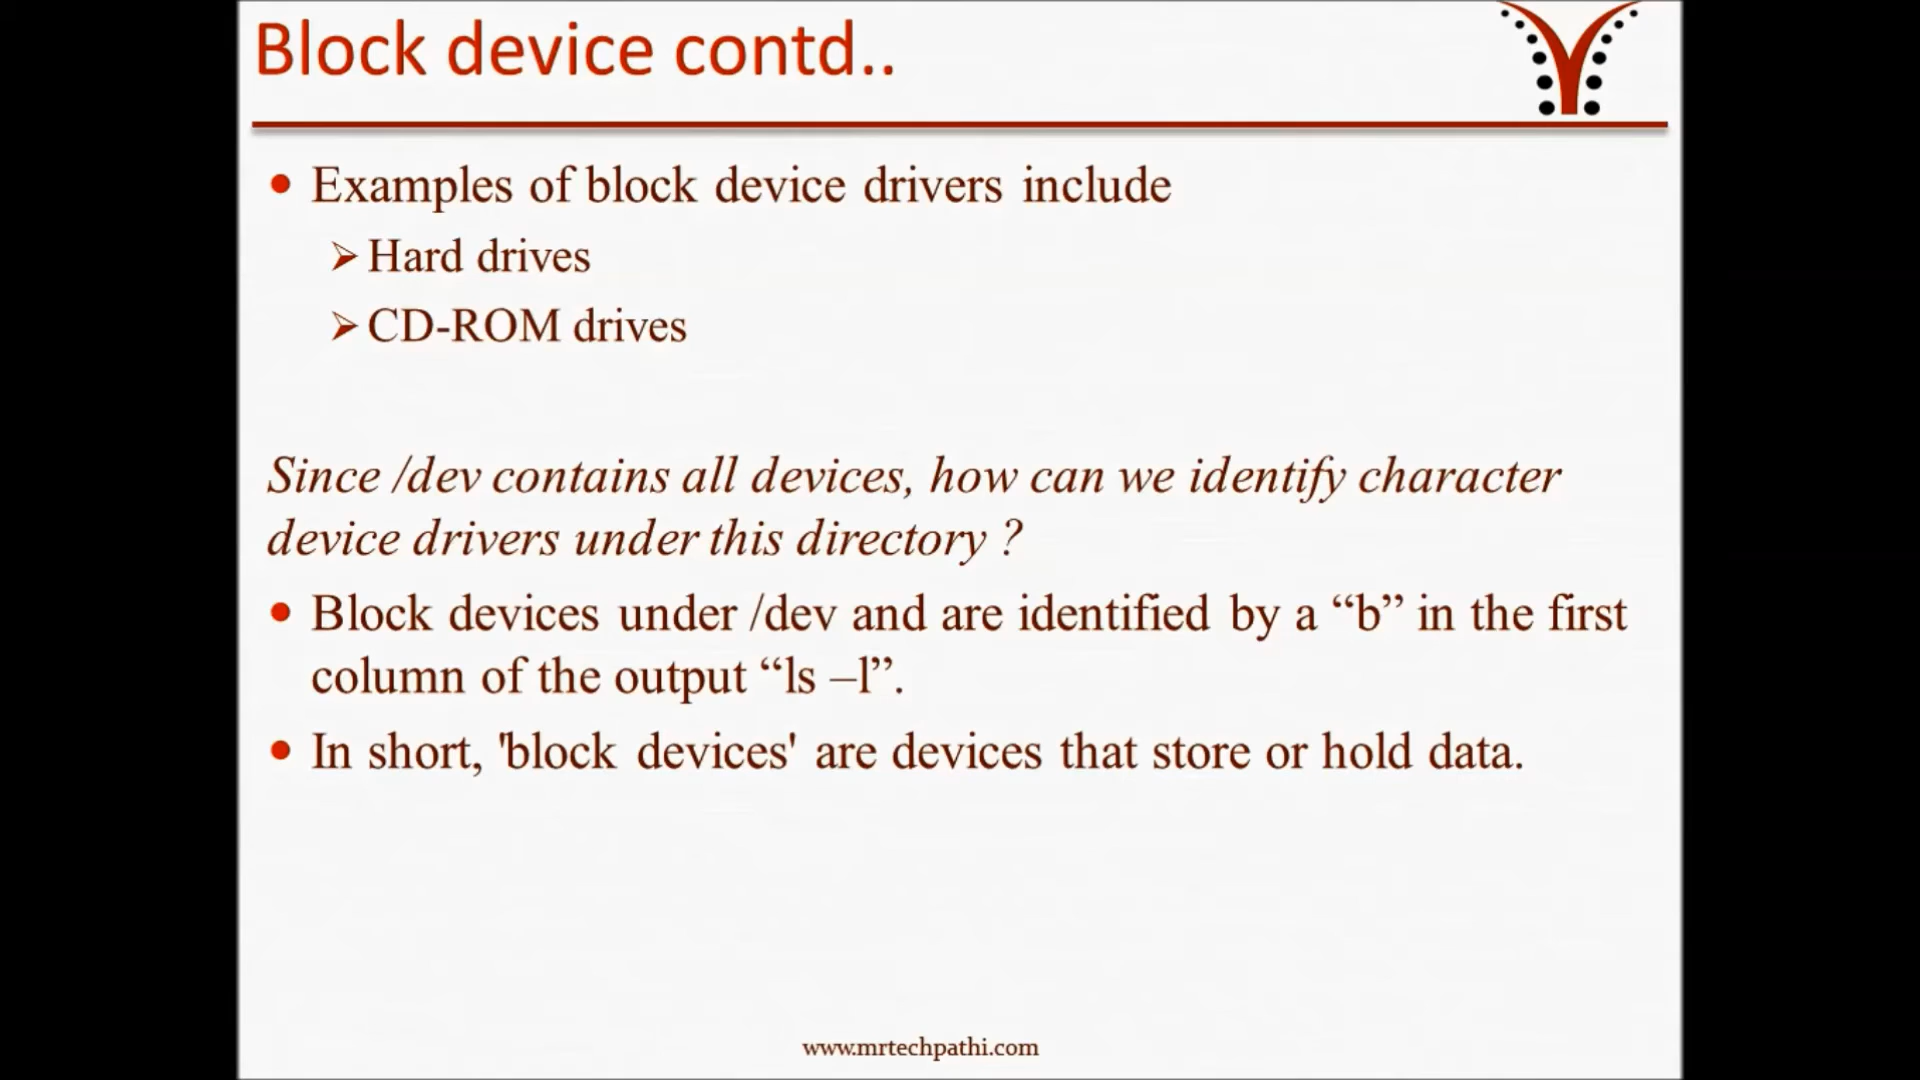 Block device contd..
• Examples of block device drivers include
➢ Hard drives
➢ CD-ROM drives
Since /dev contains all devices, how can we identify character
device drivers under this directory ?
• Block devices under /dev and are identified by a “b” in the first
column of the output “ls –l”.
• In short, 'block devices' are devices that store or hold data.
www.mrtechpathi.com